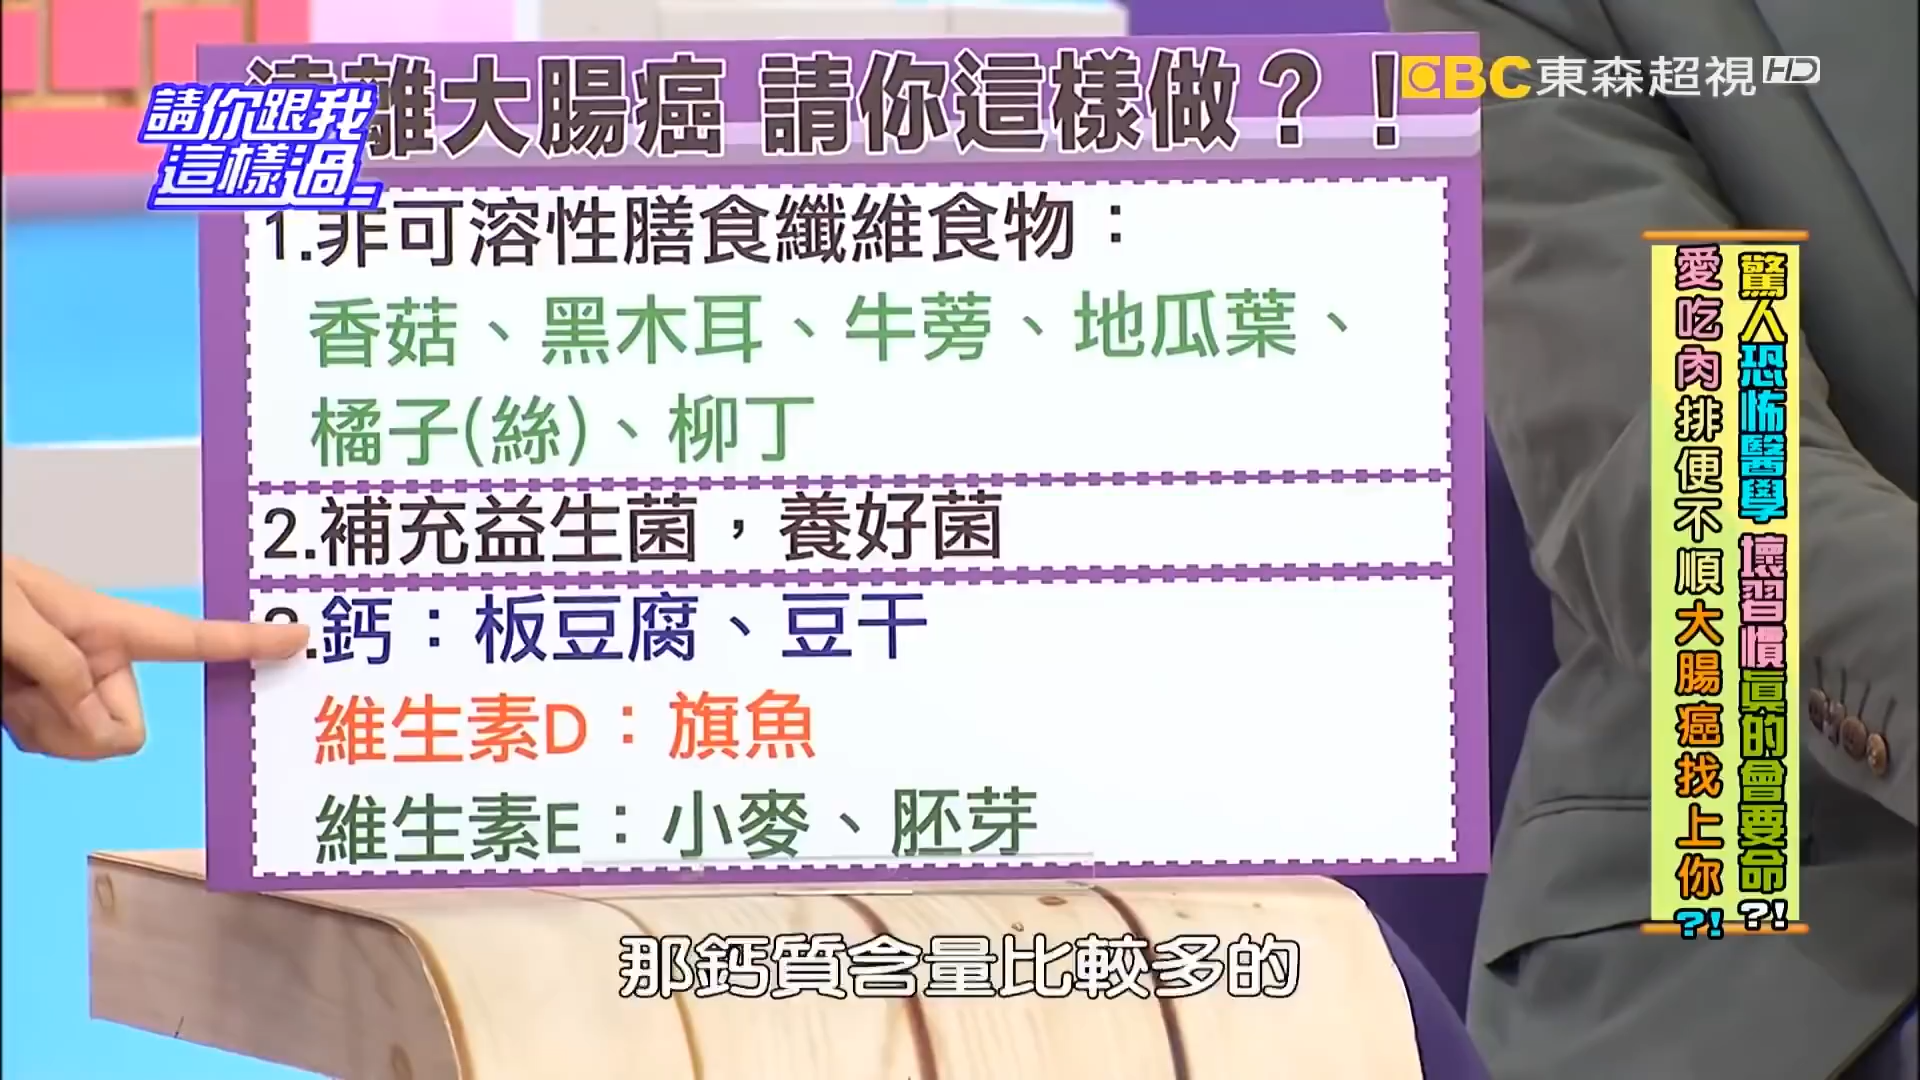 遠離大腸癌 請你這樣做？！
EBC東森超視HD
請你跟我
這樣過
1.非可溶性膳食纖維食物：
香菇、黑木耳、牛蒡、地瓜葉、
橘子(絲)、柳丁
2.補充益生菌，養好菌
3.鈣：板豆腐、豆干
維生素D：旗魚
維生素E：小麥、胚芽
驚人恐怖醫學 壞習慣真的會要命?!
愛吃肉排便不順大腸癌找上你?!
那鈣質含量比較多的